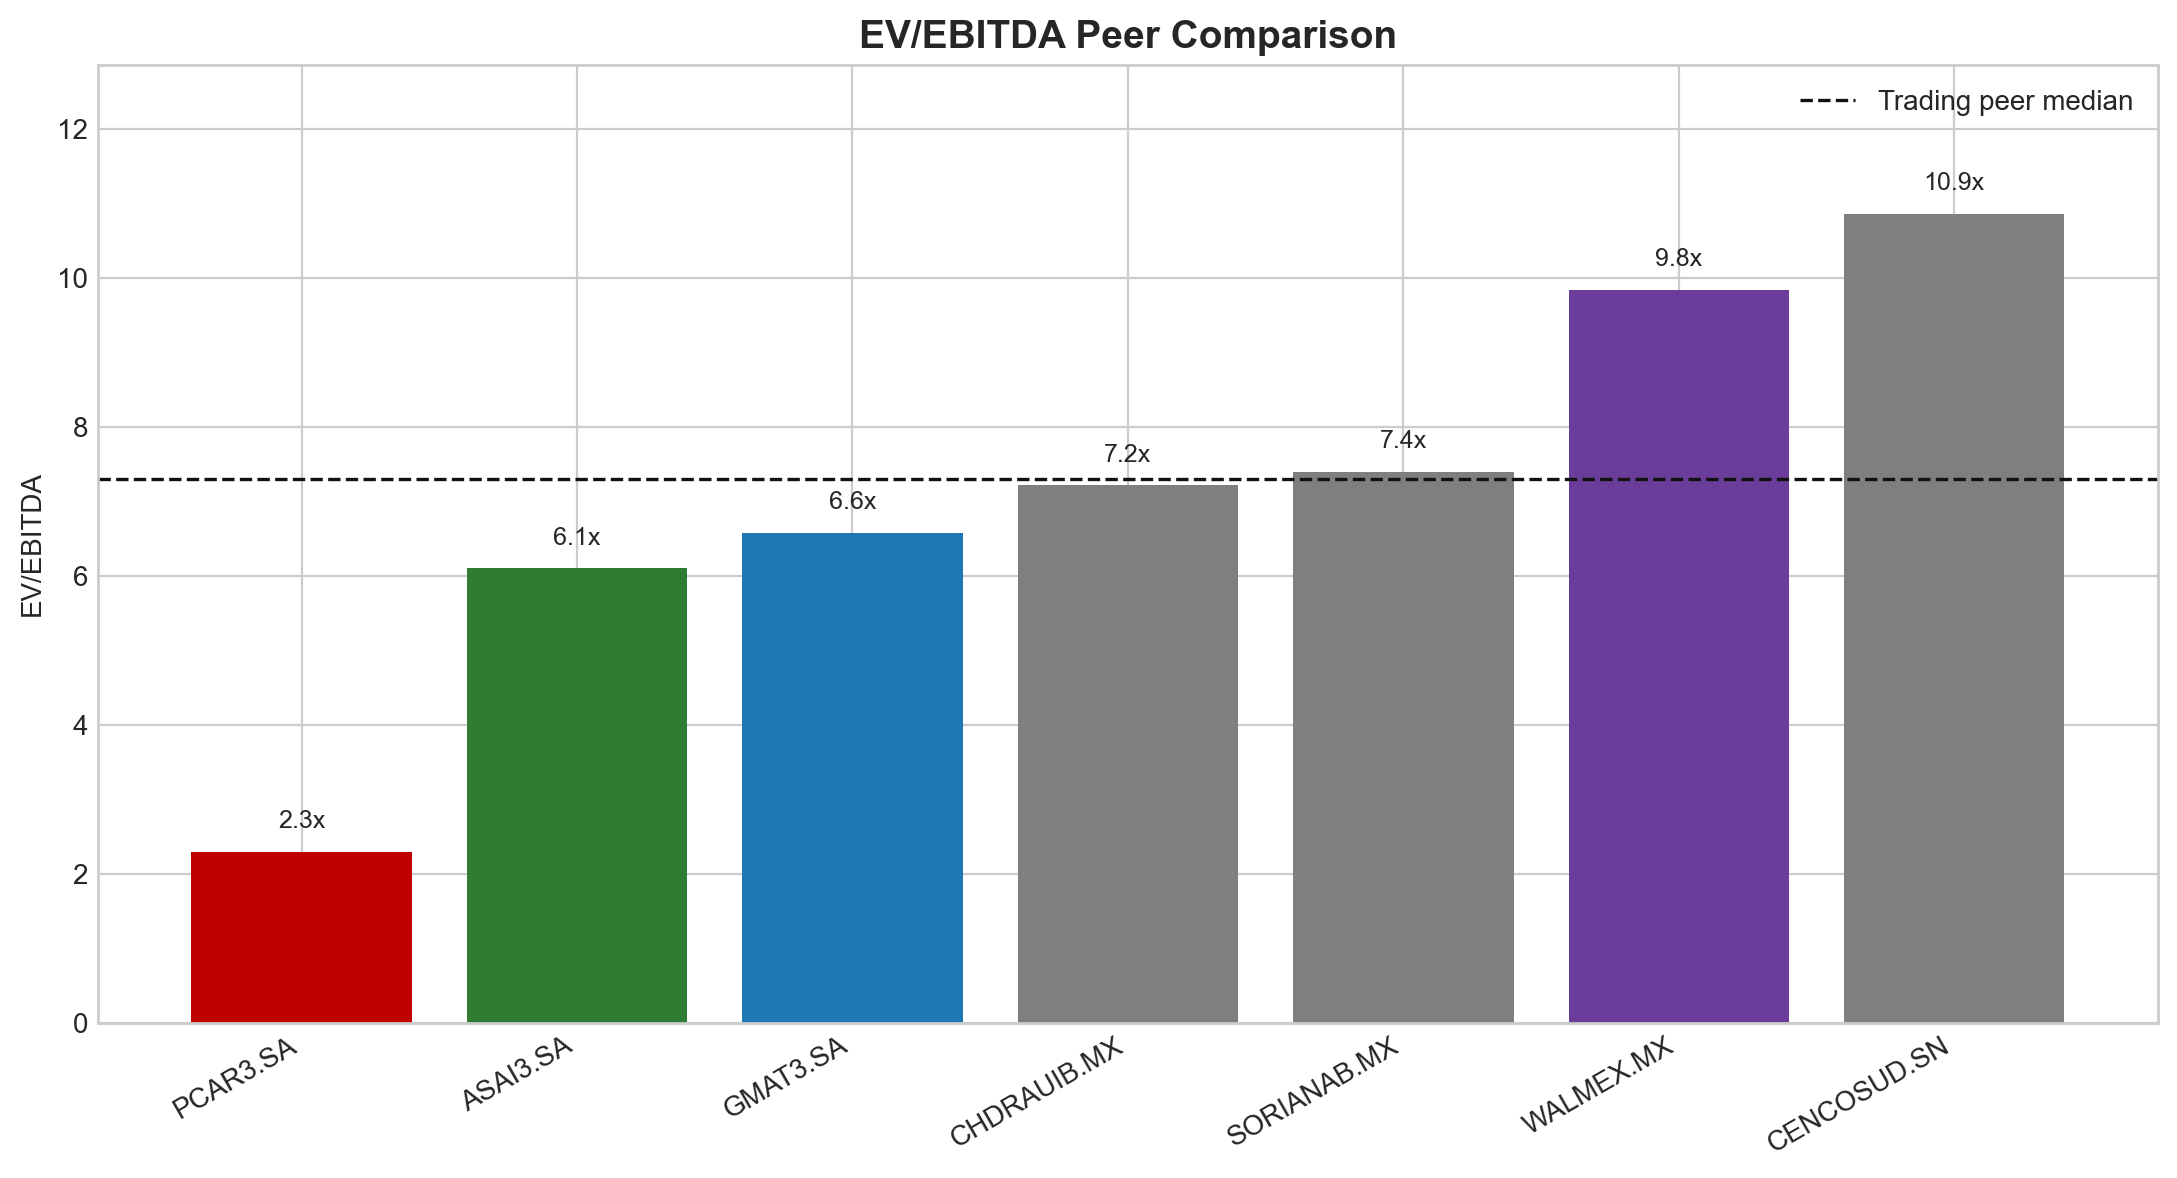 EV/EBITDA Peer Comparison
Trading peer median
EV/EBITDA
12
10
8
6
4
2
0
2.3x
6.1x
6.6x
7.2x
7.4x
9.8x
10.9x
PCAR3.SA
ASAI3.SA
GMAT3.SA
CHDRAUIB.MX
SORIANAB.MX
WALMEX.MX
CENCOSUD.SN